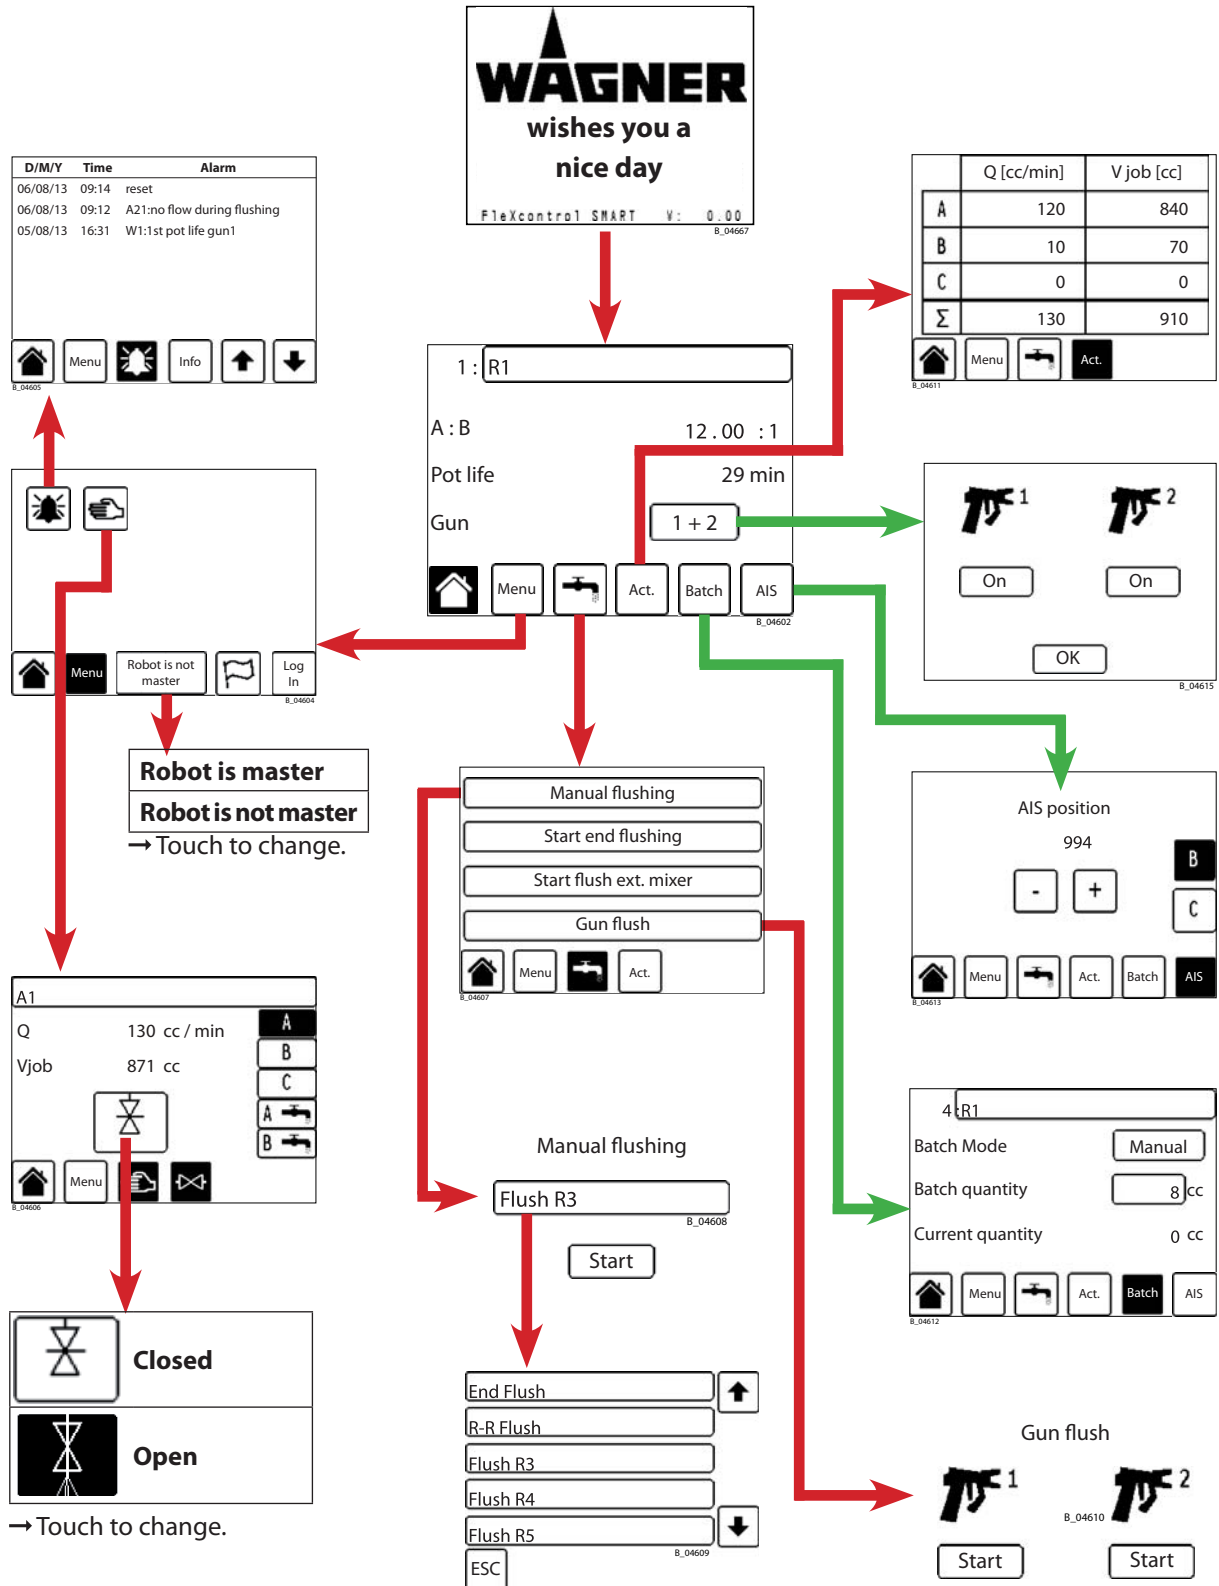 WAGNER
wishes you a
nice day
FleXcontrol SMART V: 0.00
B_04667
D/M/Y Time Alarm
06/08/13 09:14 reset
06/08/13 09:12 A21:no flow during flushing
05/08/13 16:31 W1:1st pot life gun1
Menu Info
B_04605
Q [cc/min] V job [cc]
A 120 840
B 10 70
C 0 0
Σ 130 910
Menu Act.
B_04611
1 : R1
A : B 12 . 00 : 1
Pot life 29 min
Gun 1 + 2
Menu Act. Batch AIS
B_04602
1 2
On On
OK
B_04615
Menu Robot is not master Log In
B_04604
Robot is master
Robot is not master
→ Touch to change.
Manual flushing
Start end flushing
Start flush ext. mixer
Gun flush
Menu Act.
B_04607
AIS position
994
B
- +
C
Menu Act. Batch AIS
B_04613
A1
Q 130 cc / min
Vjob 871 cc
A
B
C
A
B
Menu
B_04606
Closed
Open
→ Touch to change.
Manual flushing
Flush R3
B_04608
Start
End Flush
R-R Flush
Flush R3
Flush R4
Flush R5
B_04609
ESC
4 : R1
Batch Mode Manual
Batch quantity 8 cc
Current quantity 0 cc
Menu Act. Batch AIS
B_04612
Gun flush
1 2
B_04610
Start Start